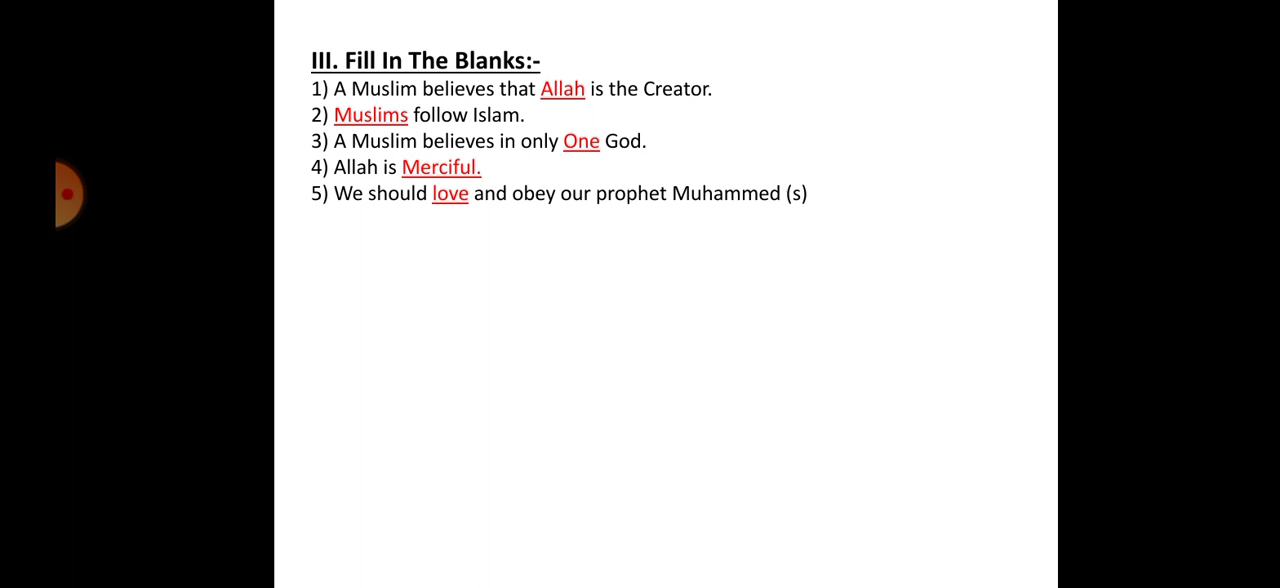 III. Fill In The Blanks:-
1) A Muslim believes that Allah is the Creator.
2) Muslims follow Islam.
3) A Muslim believes in only One God.
4) Allah is Merciful.
5) We should love and obey our prophet Muhammed (s)